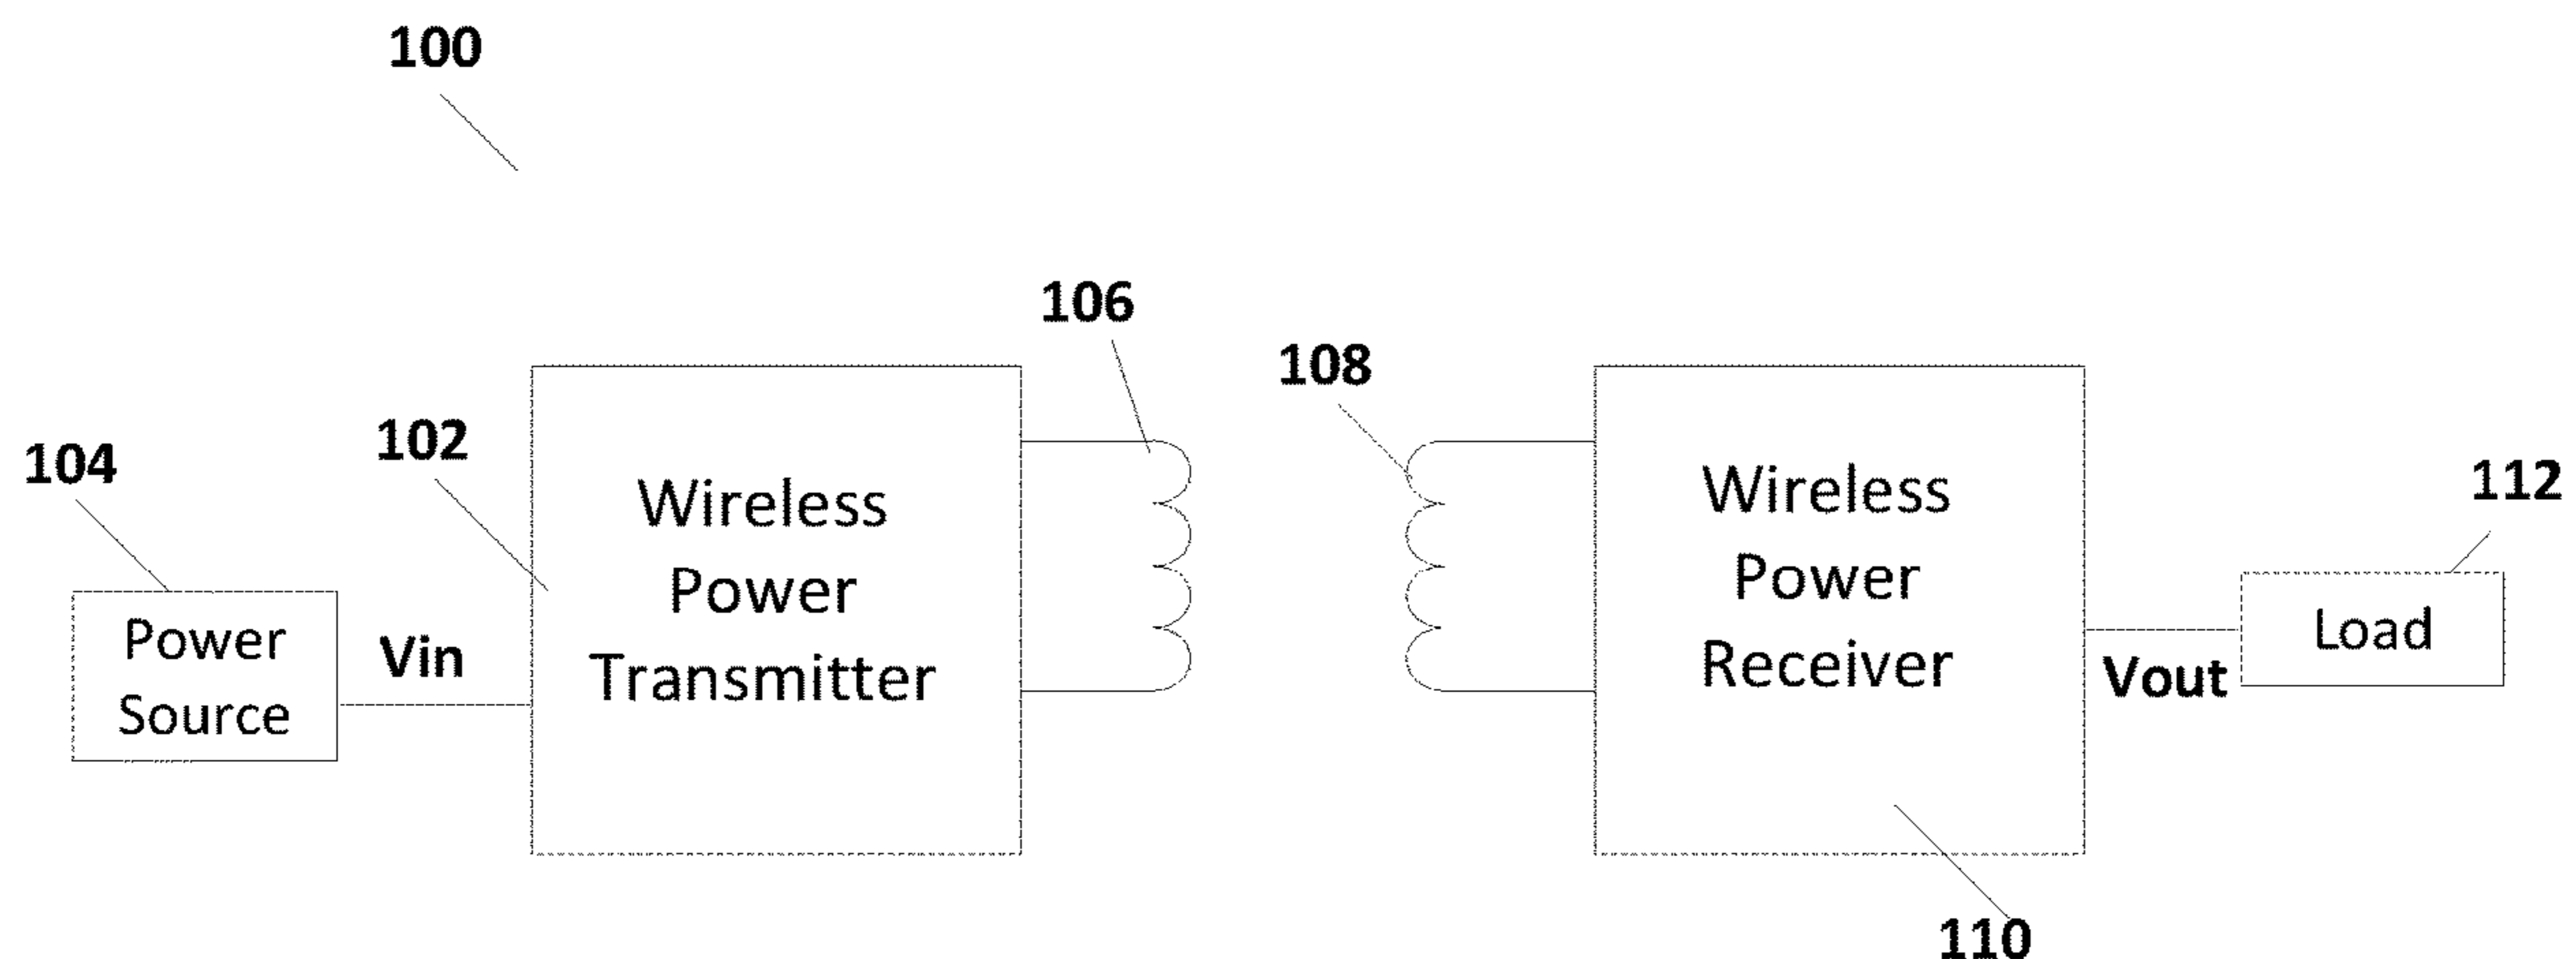 100
106
108
102
104
112
Wireless
Power
Transmitter
Wireless
Power
Receiver
Power
Source
Vin
Vout
Load
110